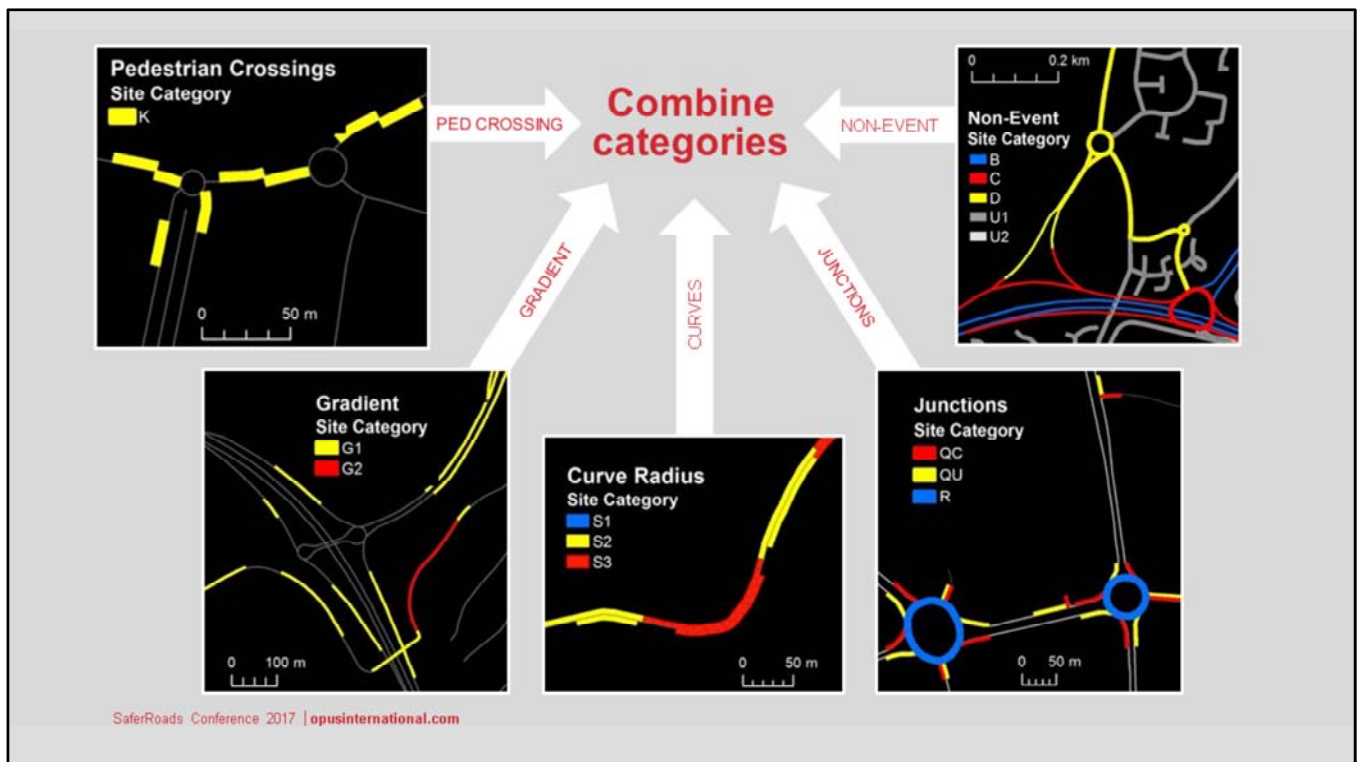 Pedestrian Crossings
Site Category
K
0 50 m
PED CROSSING
Combine
categories
NON-EVENT
0 0.2 km
Non-Event
Site Category
B
C
D
U1
U2
GRADIENT
CURVES
JUNCTIONS
Gradient
Site Category
G1
G2
0 100 m
Curve Radius
Site Category
S1
S2
S3
0 50 m
Junctions
Site Category
QC
QU
R
0 50 m
SaferRoads Conference 2017 | opusinternational.com